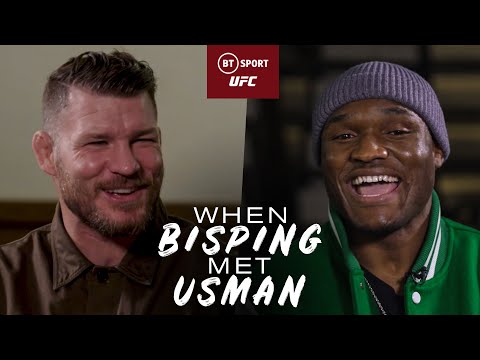 BT SPORT
UFC
WHEN
BISPING
MET
USMAN